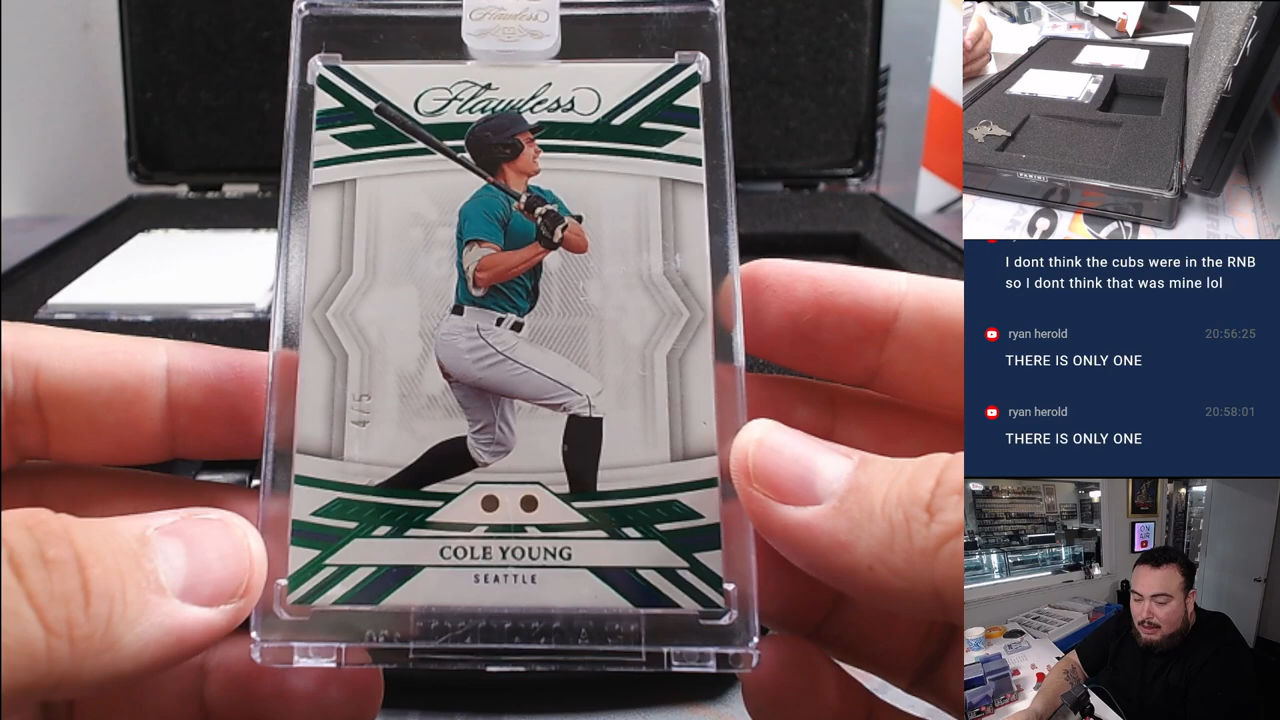 Flawless
Flawless
4/5
COLE YOUNG
SEATTLE
PANINI
I dont think the cubs were in the RNB
so I dont think that was mine lol
ryan herold 20:56:25
THERE IS ONLY ONE
ryan herold 20:58:01
THERE IS ONLY ONE
ON
AIR